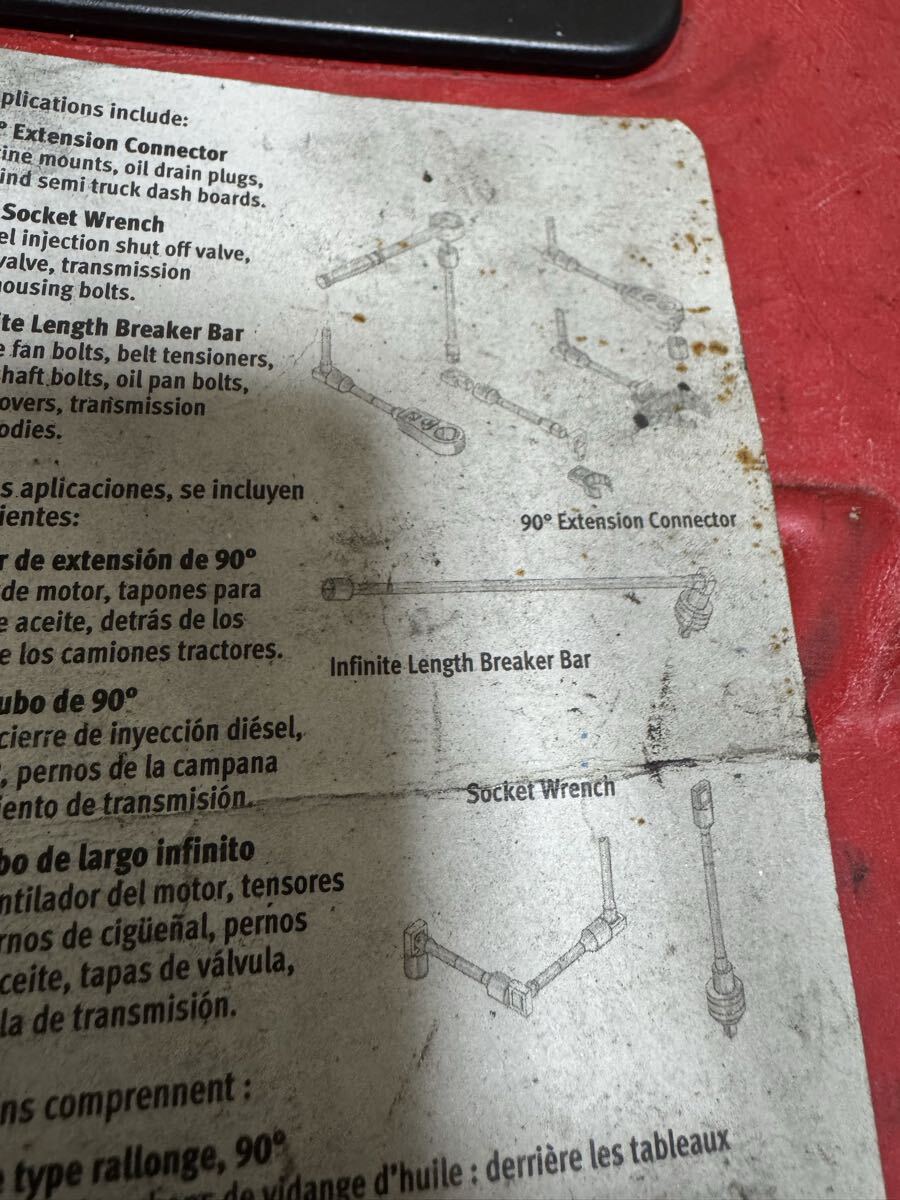 plications include:
° Extension Connector
ine mounts, oil drain plugs,
ind semi truck dash boards.
Socket Wrench
el injection shut off valve,
valve, transmission
ousing bolts.
ite Length Breaker Bar
e fan bolts, belt tensioners,
haft bolts, oil pan bolts,
overs, transmission
odies.
s aplicaciones, se incluyen
ientes:
r de extensión de 90°
de motor, tapones para
e aceite, detrás de los
e los camiones tractores.
ubo de 90°
cierre de inyección diésel,
, pernos de la campana
iento de transmisión.
bo de largo infinito
ntilador del motor, tensores
rnos de cigüeñal, pernos
ceite, tapas de válvula,
la de transmisión.
ns comprennent :
e type rallonge, 90°
de vidange d'huile : derrière les tableaux
90° Extension Connector
Infinite Length Breaker Bar
Socket Wrench